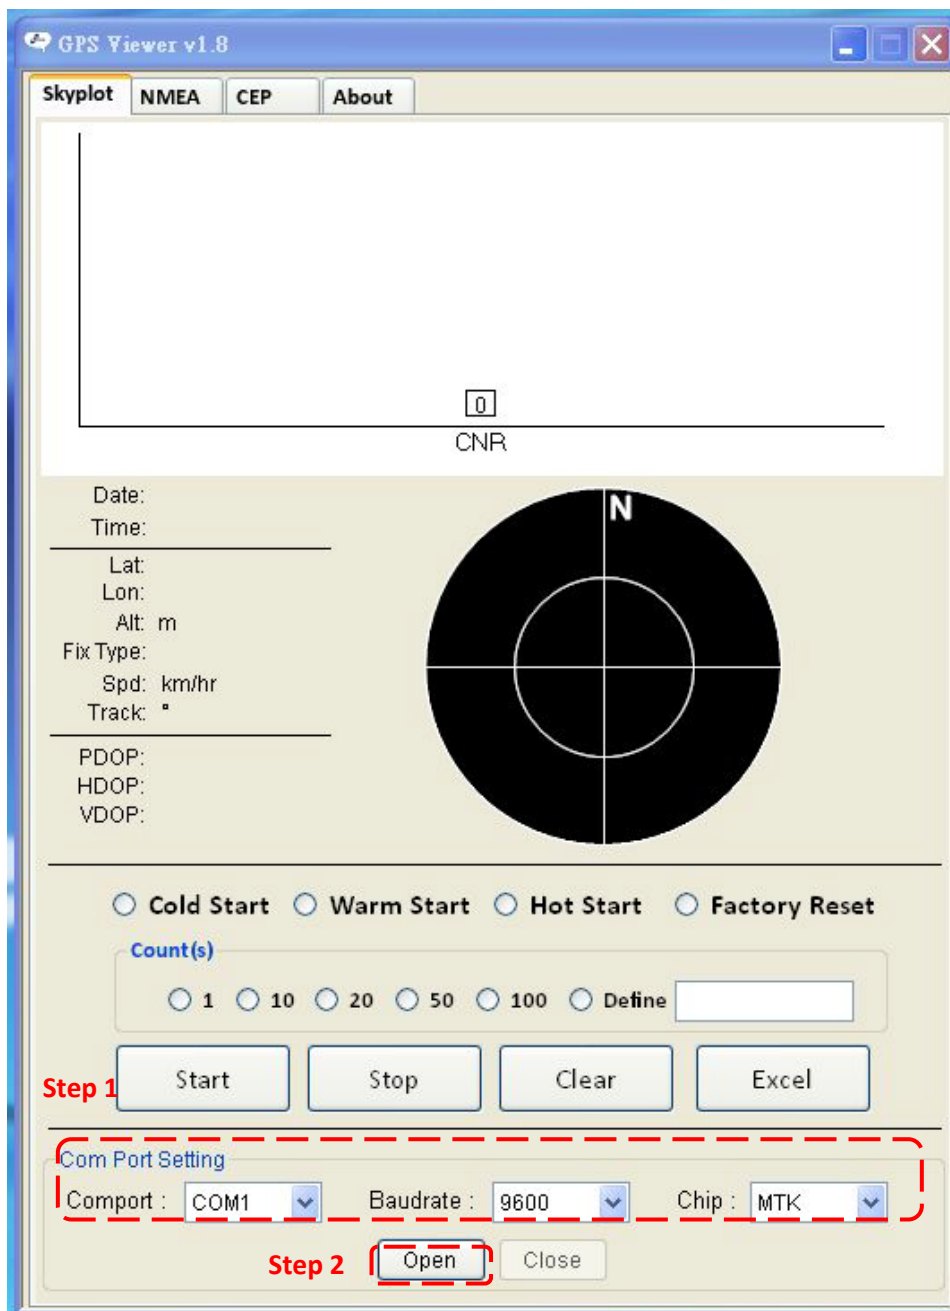 GPS Viewer v1.8
Skyplot NMEA CEP About
0
CNR
N
Date:
Time:
Lat:
Lon:
Alt: m
Fix Type:
Spd: km/hr
Track: °
PDOP:
HDOP:
VDOP:
Cold Start Warm Start Hot Start Factory Reset
Count(s)
1 10 20 50 100 Define
Start Stop Clear Excel
Step 1
Com Port Setting
Comport : COM1 Baudrate : 9600 Chip : MTK
Step 2 Open Close